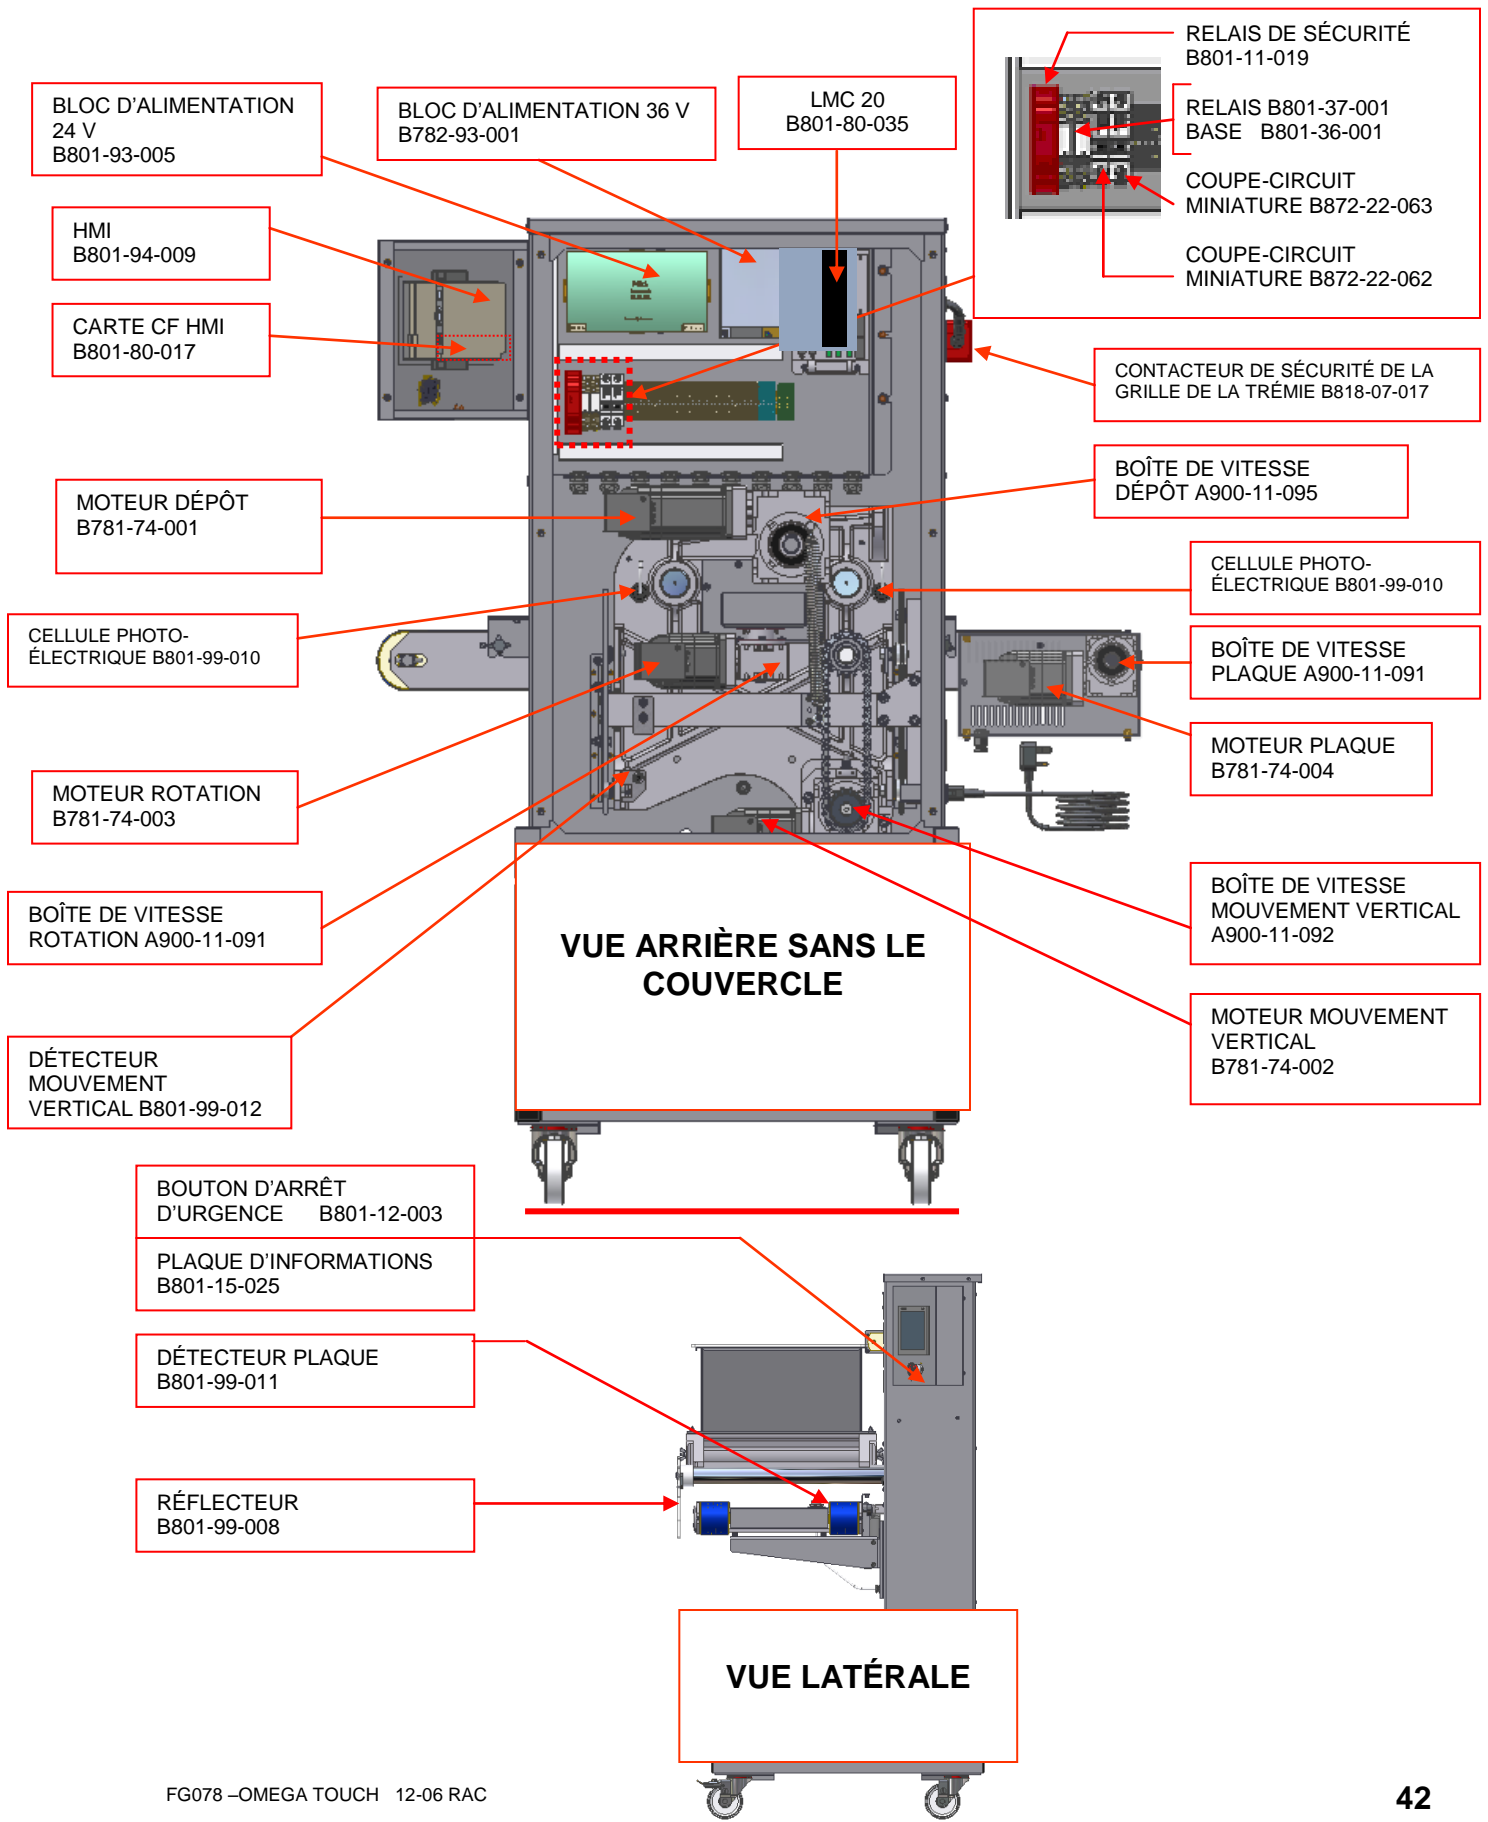 RELAIS DE SÉCURITÉ
B801-11-019
RELAIS B801-37-001
BASE B801-36-001
COUPE-CIRCUIT
MINIATURE B872-22-063
COUPE-CIRCUIT
MINIATURE B872-22-062
BLOC D'ALIMENTATION
24 V
B801-93-005
BLOC D'ALIMENTATION 36 V
B782-93-001
LMC 20
B801-80-035
HMI
B801-94-009
CARTE CF HMI
B801-80-017
CONTACTEUR DE SÉCURITÉ DE LA
GRILLE DE LA TRÉMIE B818-07-017
MOTEUR DÉPÔT
B781-74-001
BOÎTE DE VITESSE
DÉPÔT A900-11-095
CELLULE PHOTO-
ÉLECTRIQUE B801-99-010
CELLULE PHOTO-
ÉLECTRIQUE B801-99-010
BOÎTE DE VITESSE
PLAQUE A900-11-091
MOTEUR PLAQUE
B781-74-004
MOTEUR ROTATION
B781-74-003
BOÎTE DE VITESSE
ROTATION A900-11-091
BOÎTE DE VITESSE
MOUVEMENT VERTICAL
A900-11-092
VUE ARRIÈRE SANS LE
COUVERCLE
MOTEUR MOUVEMENT
VERTICAL
B781-74-002
DÉTECTEUR
MOUVEMENT
VERTICAL B801-99-012
BOUTON D'ARRÊT
D'URGENCE B801-12-003
PLAQUE D'INFORMATIONS
B801-15-025
DÉTECTEUR PLAQUE
B801-99-011
RÉFLECTEUR
B801-99-008
VUE LATÉRALE
FG078 –OMEGA TOUCH 12-06 RAC
42